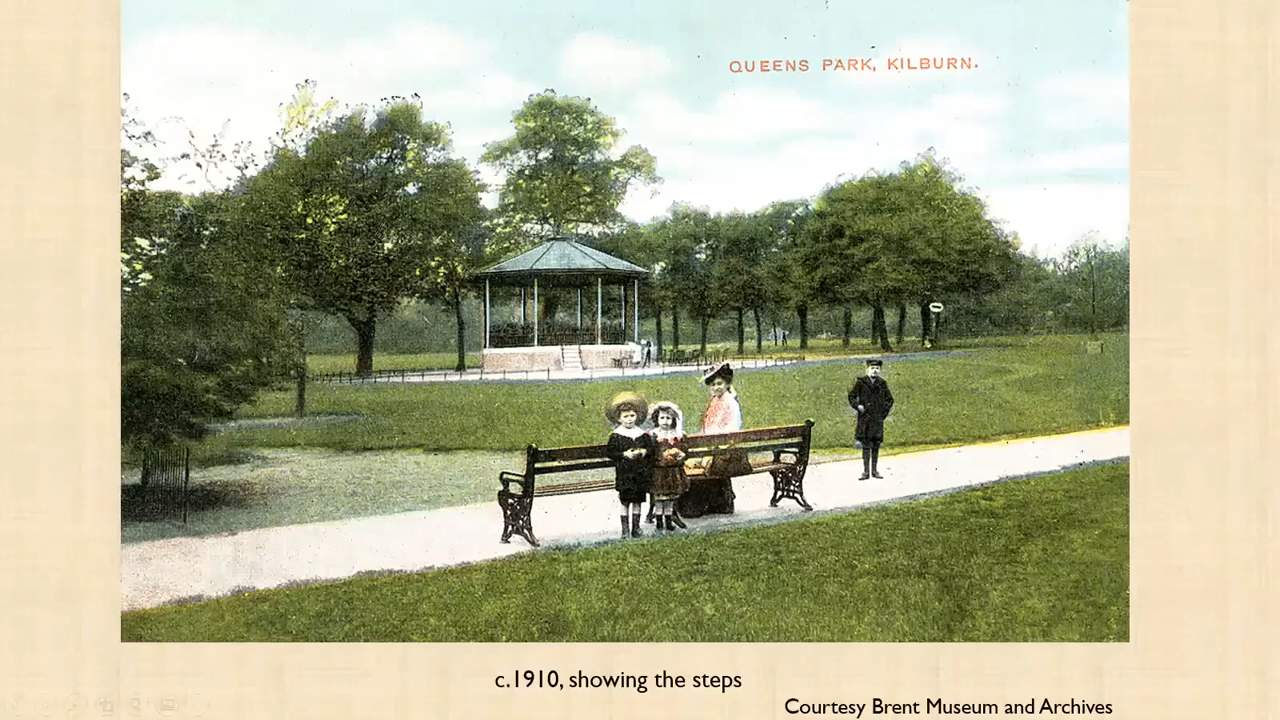 QUEENS PARK, KILBURN.
c.1910, showing the steps
Courtesy Brent Museum and Archives